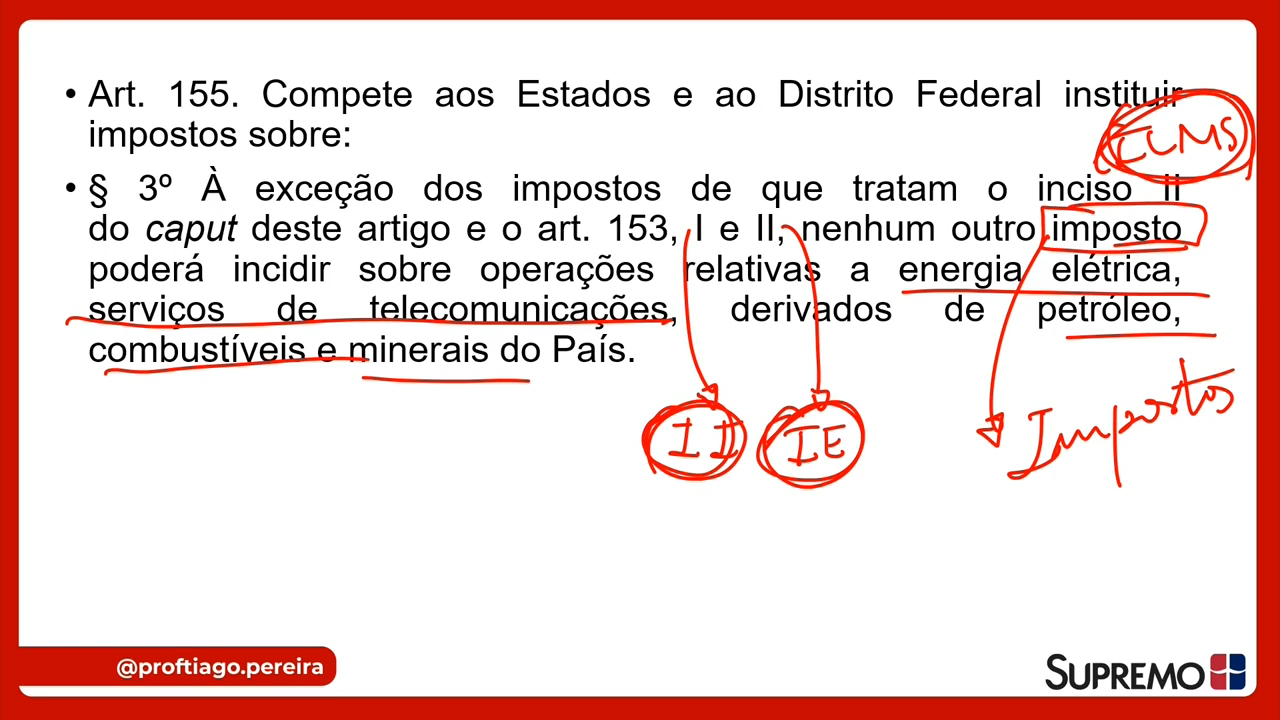 • Art. 155. Compete aos Estados e ao Distrito Federal instituir
impostos sobre:
ICMS
• § 3º À exceção dos impostos de que tratam o inciso II
do caput deste artigo e o art. 153, I e II, nenhum outro imposto
poderá incidir sobre operações relativas a energia elétrica,
serviços de telecomunicações, derivados de petróleo,
combustíveis e minerais do País.
II IE Impostos
@proftiago.pereira
SUPREMO